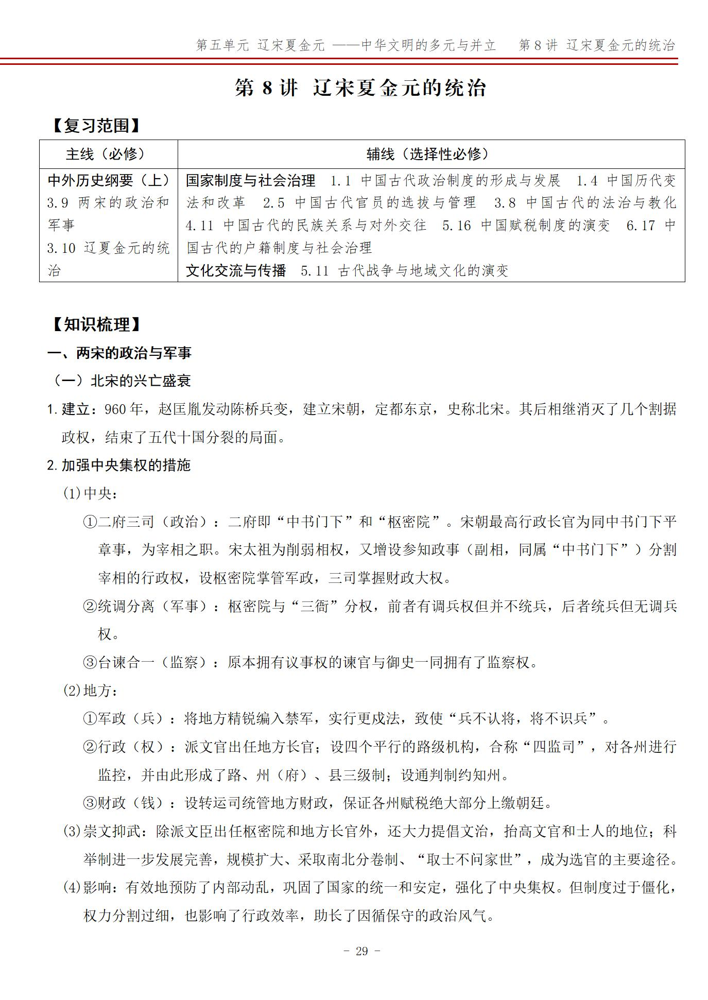 第五单元 辽宋夏金元 ——中华文明的多元与并立 第8讲 辽宋夏金元的统治
第 8 讲 辽宋夏金元的统治
【复习范围】
主线（必修） 辅线（选择性必修）
中外历史纲要（上）
3.9 两宋的政治和
军事
3.10 辽夏金元的统
治
国家制度与社会治理 1.1 中国古代政治制度的形成与发展 1.4 中国历代变
法和改革 2.5 中国古代官员的选拔与管理 3.8 中国古代的法治与教化
4.11 中国古代的民族关系与对外交往 5.16 中国赋税制度的演变 6.17 中
国古代的户籍制度与社会治理
文化交流与传播 5.11 古代战争与地域文化的演变
【知识梳理】
一、两宋的政治与军事
（一）北宋的兴亡盛衰
1.建立：960年，赵匡胤发动陈桥兵变，建立宋朝，定都东京，史称北宋。其后相继消灭了几个割据
政权，结束了五代十国分裂的局面。
2.加强中央集权的措施
(1)中央：
①二府三司（政治）：二府即“中书门下”和“枢密院”。宋朝最高行政长官为同中书门下平
章事，为宰相之职。宋太祖为削弱相权，又增设参知政事（副相，同属“中书门下”）分割
宰相的行政权，设枢密院掌管军政，三司掌握财政大权。
②统调分离（军事）：枢密院与“三衙”分权，前者有调兵权但并不统兵，后者统兵但无调兵
权。
③台谏合一（监察）：原本拥有议事权的谏官与御史一同拥有了监察权。
(2)地方：
①军政（兵）：将地方精锐编入禁军，实行更戍法，致使“兵不认将，将不识兵”。
②行政（权）：派文官出任地方长官；设四个平行的路级机构，合称“四监司”，对各州进行
监控，并由此形成了路、州（府）、县三级制；设通判制约知州。
③财政（钱）：设转运司统管地方财政，保证各州赋税绝大部分上缴朝廷。
(3)崇文抑武：除派文臣出任枢密院和地方长官外，还大力提倡文治，抬高文官和士人的地位；科
举制进一步发展完善，规模扩大、采取南北分卷制、“取士不问家世”，成为选官的主要途径。
(4)影响：有效地预防了内部动乱，巩固了国家的统一和安定，强化了中央集权。但制度过于僵化，
权力分割过细，也影响了行政效率，助长了因循保守的政治风气。
- 29 -